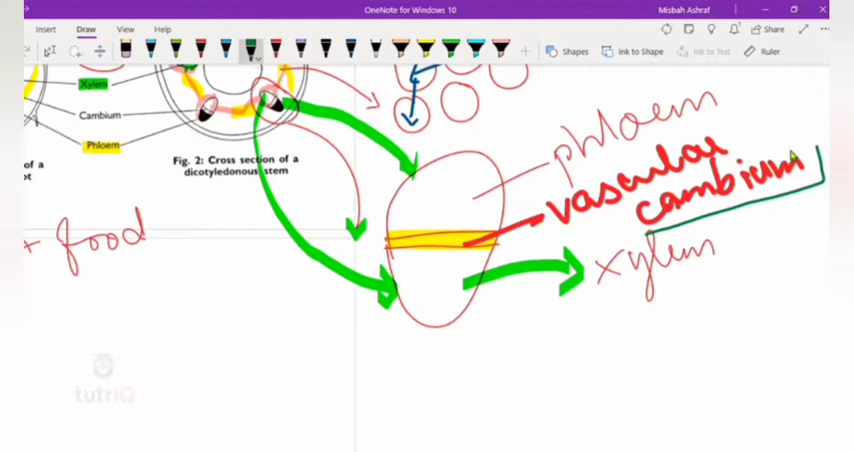 OneNote for Windows 10
Misbah Ashraf
Insert Draw View Help
Share
Shapes Ink to Shape Ink to Text Ruler
Xylem
Cambium
Phloem
Fig. 2: Cross section of a
dicotyledonous stem
of a
ot
+ food
phloem
vascular
cambium
xylem
tutrIQ